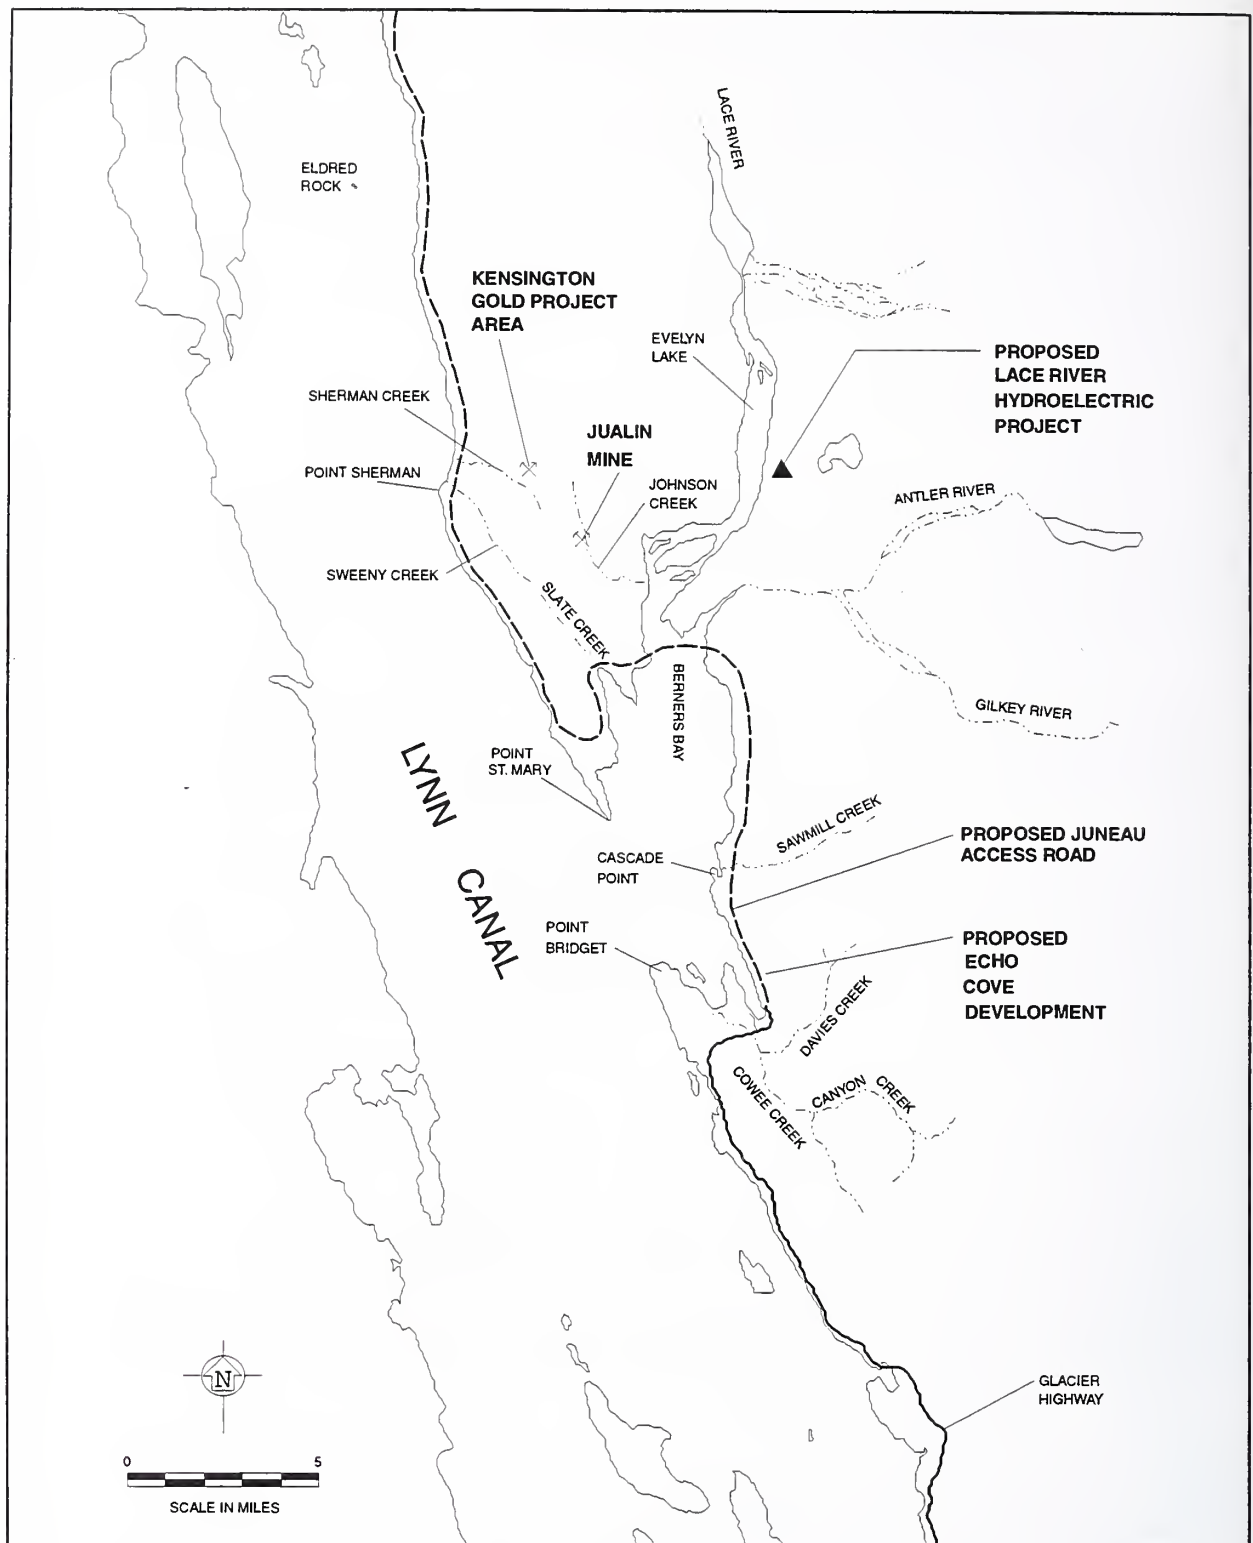 LACE RIVER
ELDRED
ROCK
KENSINGTON
GOLD PROJECT
AREA
EVELYN
LAKE
PROPOSED
LACE RIVER
HYDROELECTRIC
PROJECT
SHERMAN CREEK
JUALIN
MINE
POINT SHERMAN
JOHNSON
CREEK
ANTLER RIVER
SWEENY CREEK
SLATE CREEK
BERNERS BAY
GILKEY RIVER
POINT
ST. MARY
LYNN
CANAL
SAWMILL CREEK
PROPOSED JUNEAU
ACCESS ROAD
CASCADE
POINT
POINT
BRIDGET
PROPOSED
ECHO
COVE
DEVELOPMENT
DAVIES CREEK
COWEE CREEK
CANYON CREEK
GLACIER
HIGHWAY
N
0 5
SCALE IN MILES